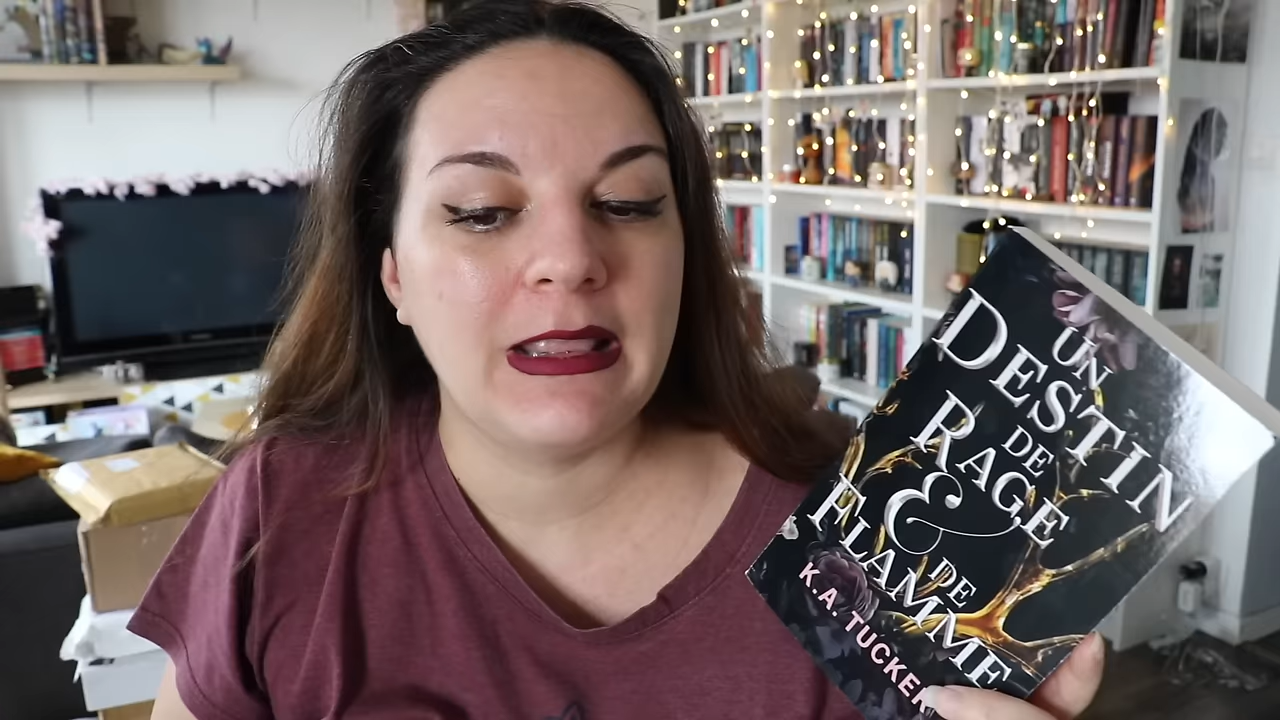 UN
DESTIN
DE
RAGE
&
DE
FLAMME
K.A. TUCKER